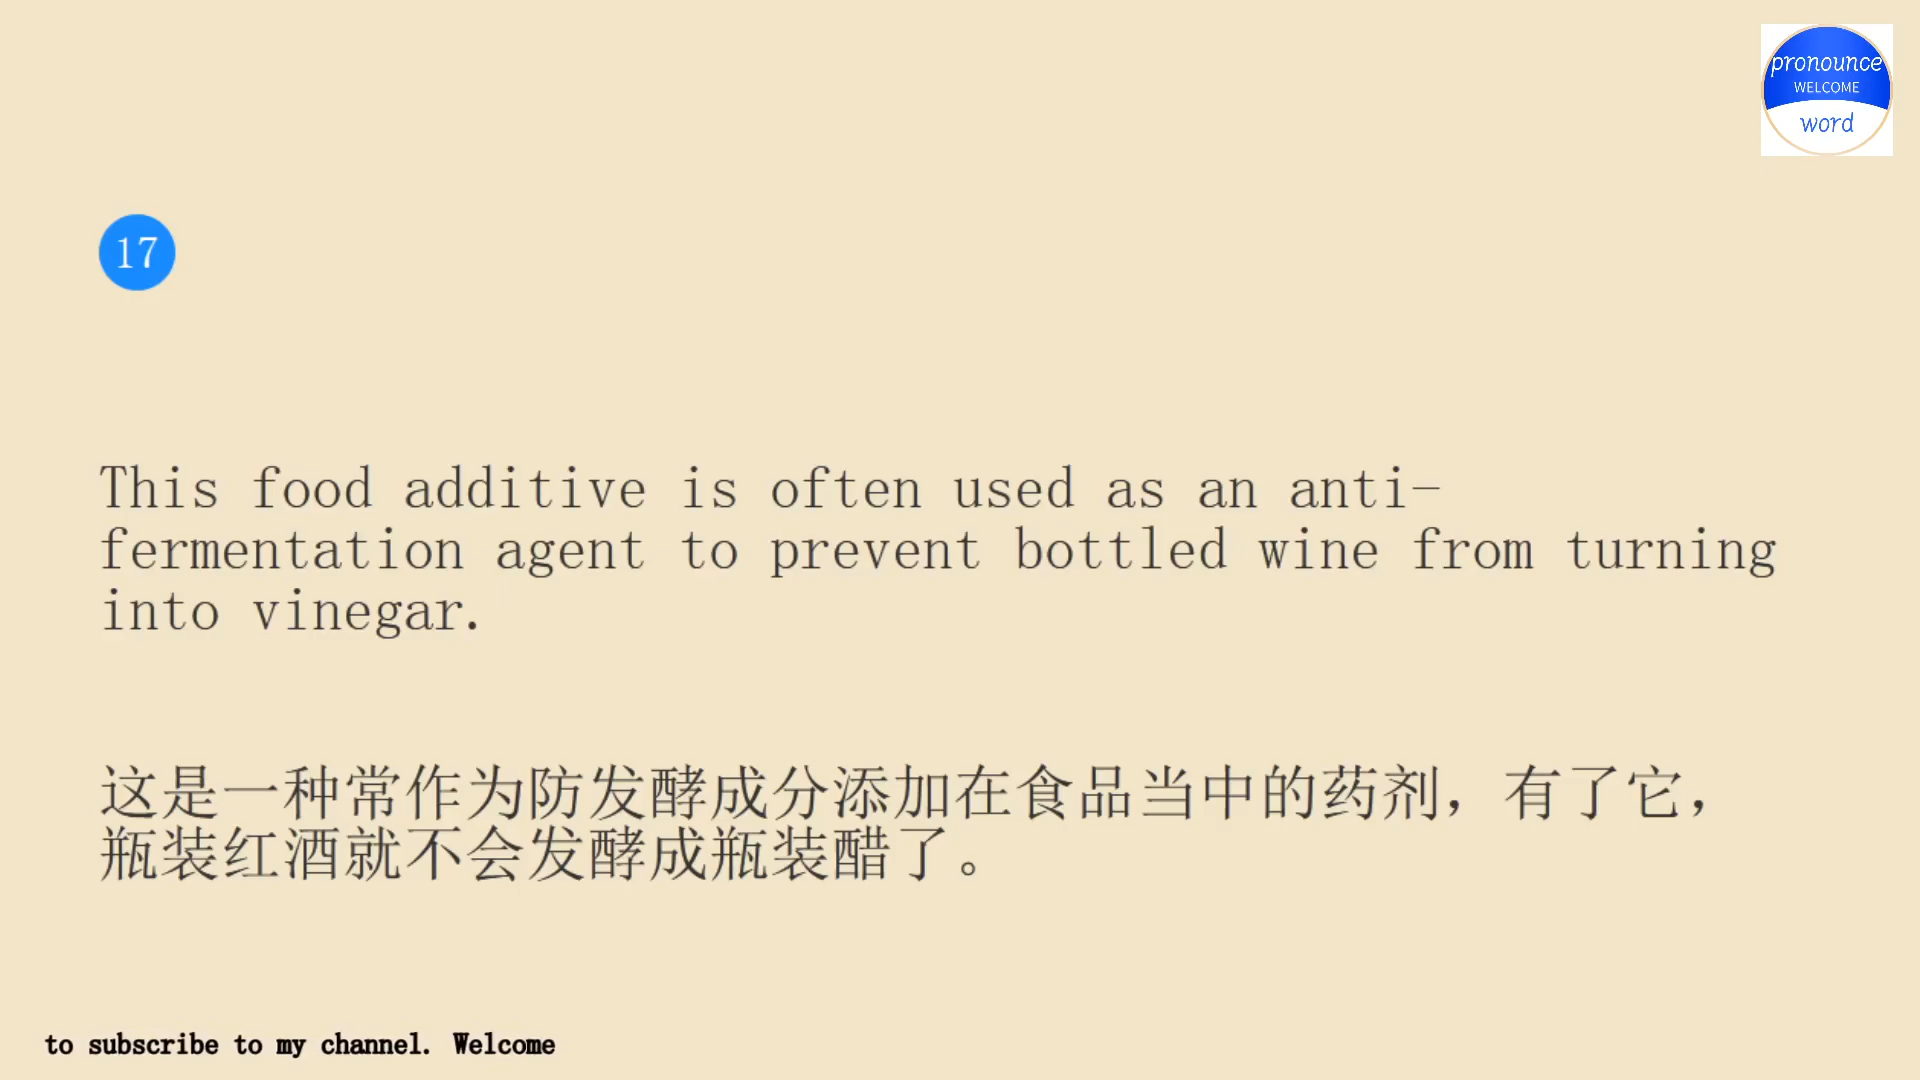 pronounce
WELCOME
word
17
This food additive is often used as an anti-
fermentation agent to prevent bottled wine from turning
into vinegar.
这是一种常作为防发酵成分添加在食品当中的药剂，有了它，
瓶装红酒就不会发酵成瓶装醋了。
to subscribe to my channel. Welcome